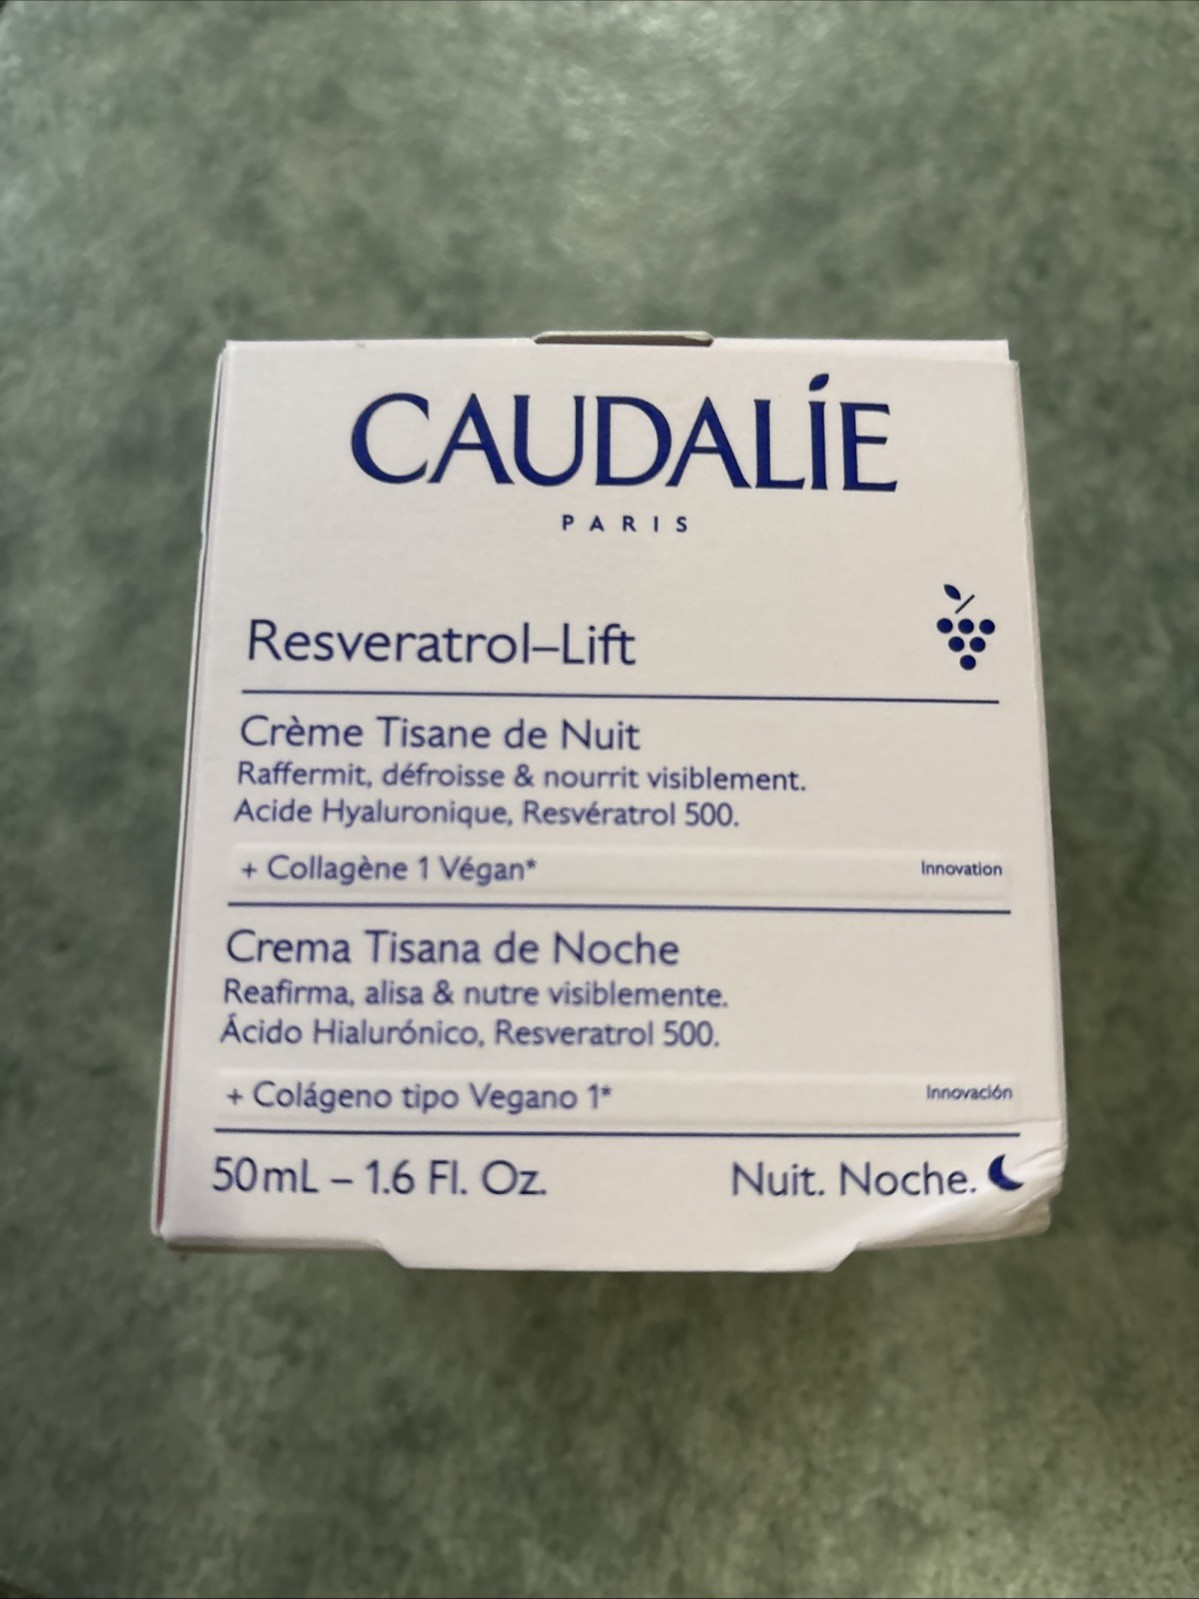 CAUDALÍE
PARIS
Resveratrol–Lift
Crème Tisane de Nuit
Raffermit, défroisse & nourrit visiblement.
Acide Hyaluronique, Resvératrol 500.
+ Collagène 1 Végan* Innovation
Crema Tisana de Noche
Reafirma, alisa & nutre visiblemente.
Ácido Hialurónico, Resveratrol 500.
+ Colágeno tipo Vegano 1* Innovación
50mL – 1.6 Fl. Oz. Nuit. Noche.